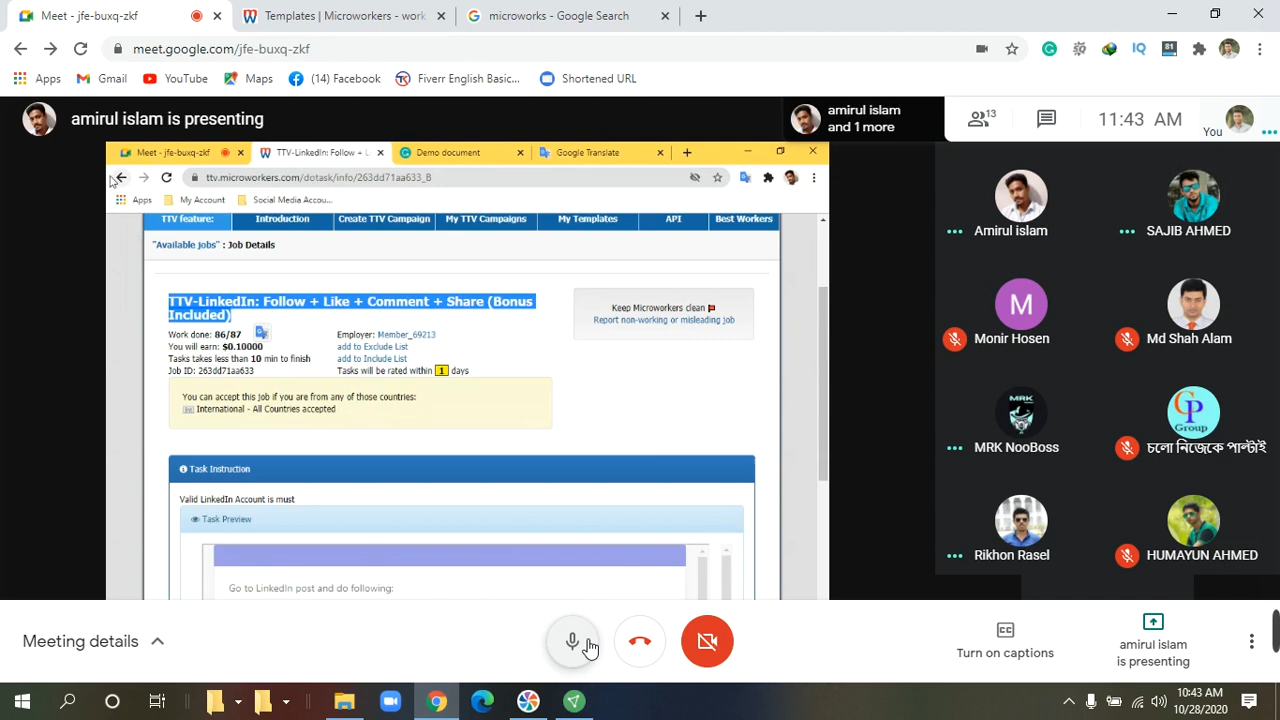 Meet - jfe-buxq-zkf
Templates | Microworkers - work
microworks - Google Search
meet.google.com/jfe-buxq-zkf
81
IQ
Apps
Gmail
YouTube
Maps
(14) Facebook
Fiverr English Basic...
Shortened URL
amirul islam is presenting
amirul islam
and 1 more
13
11:43 AM
You
Meet - jfe-buxq-zkf
TTV-LinkedIn: Follow + L
Demo document
Google Translate
ttv.microworkers.com/dotask/info/263dd71aa633_B
Apps
My Account
Social Media Accou...
TTV feature:
Introduction
Create TTV Campaign
My TTV Campaigns
My Templates
API
Best Workers
"Available jobs" : Job Details
TTV-LinkedIn: Follow + Like + Comment + Share (Bonus
Included)
Work done: 86/87
You will earn: $0.10000
Tasks takes less than 10 min to finish
Job ID: 263dd71aa633
Employer: Member_69213
add to Exclude List
add to Include List
Tasks will be rated within 1 days
Keep Microworkers clean
Report non-working or misleading job
You can accept this job if you are from any of those countries:
International - All Countries accepted
Task Instruction
Valid LinkedIn Account is must
Task Preview
Go to LinkedIn post and do following:
Amirul islam
SAJIB AHMED
M
Monir Hosen
Md Shah Alam
MRK
MRK NooBoss
CP
Group
চলো নিজেকে পাল্টাই
Rikhon Rasel
HUMAYUN AHMED
Meeting details
CC
Turn on captions
amirul islam
is presenting
10:43 AM
10/28/2020